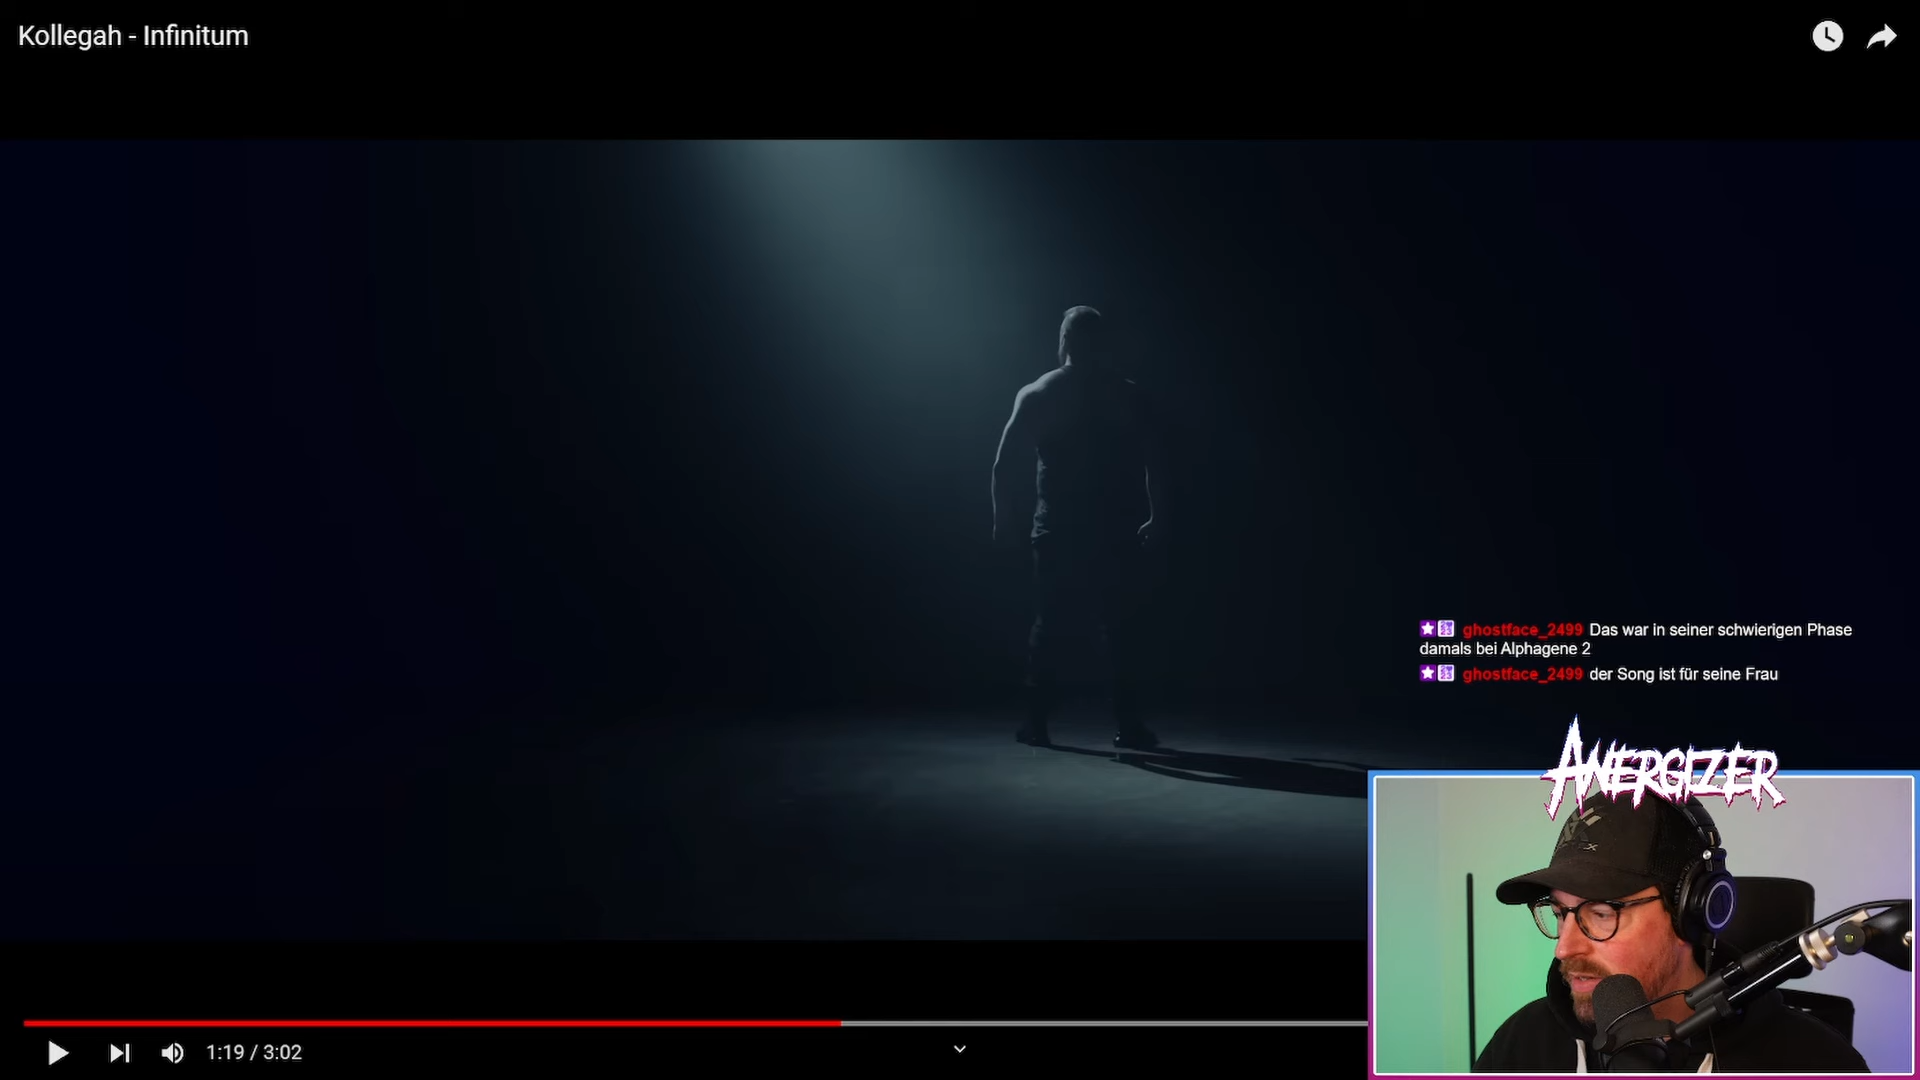 Kollegah - Infinitum
ghostface_2499 Das war in seiner schwierigen Phase
damals bei Alphagene 2
ghostface_2499 der Song ist für seine Frau
ANERGIZER
1:19 / 3:02